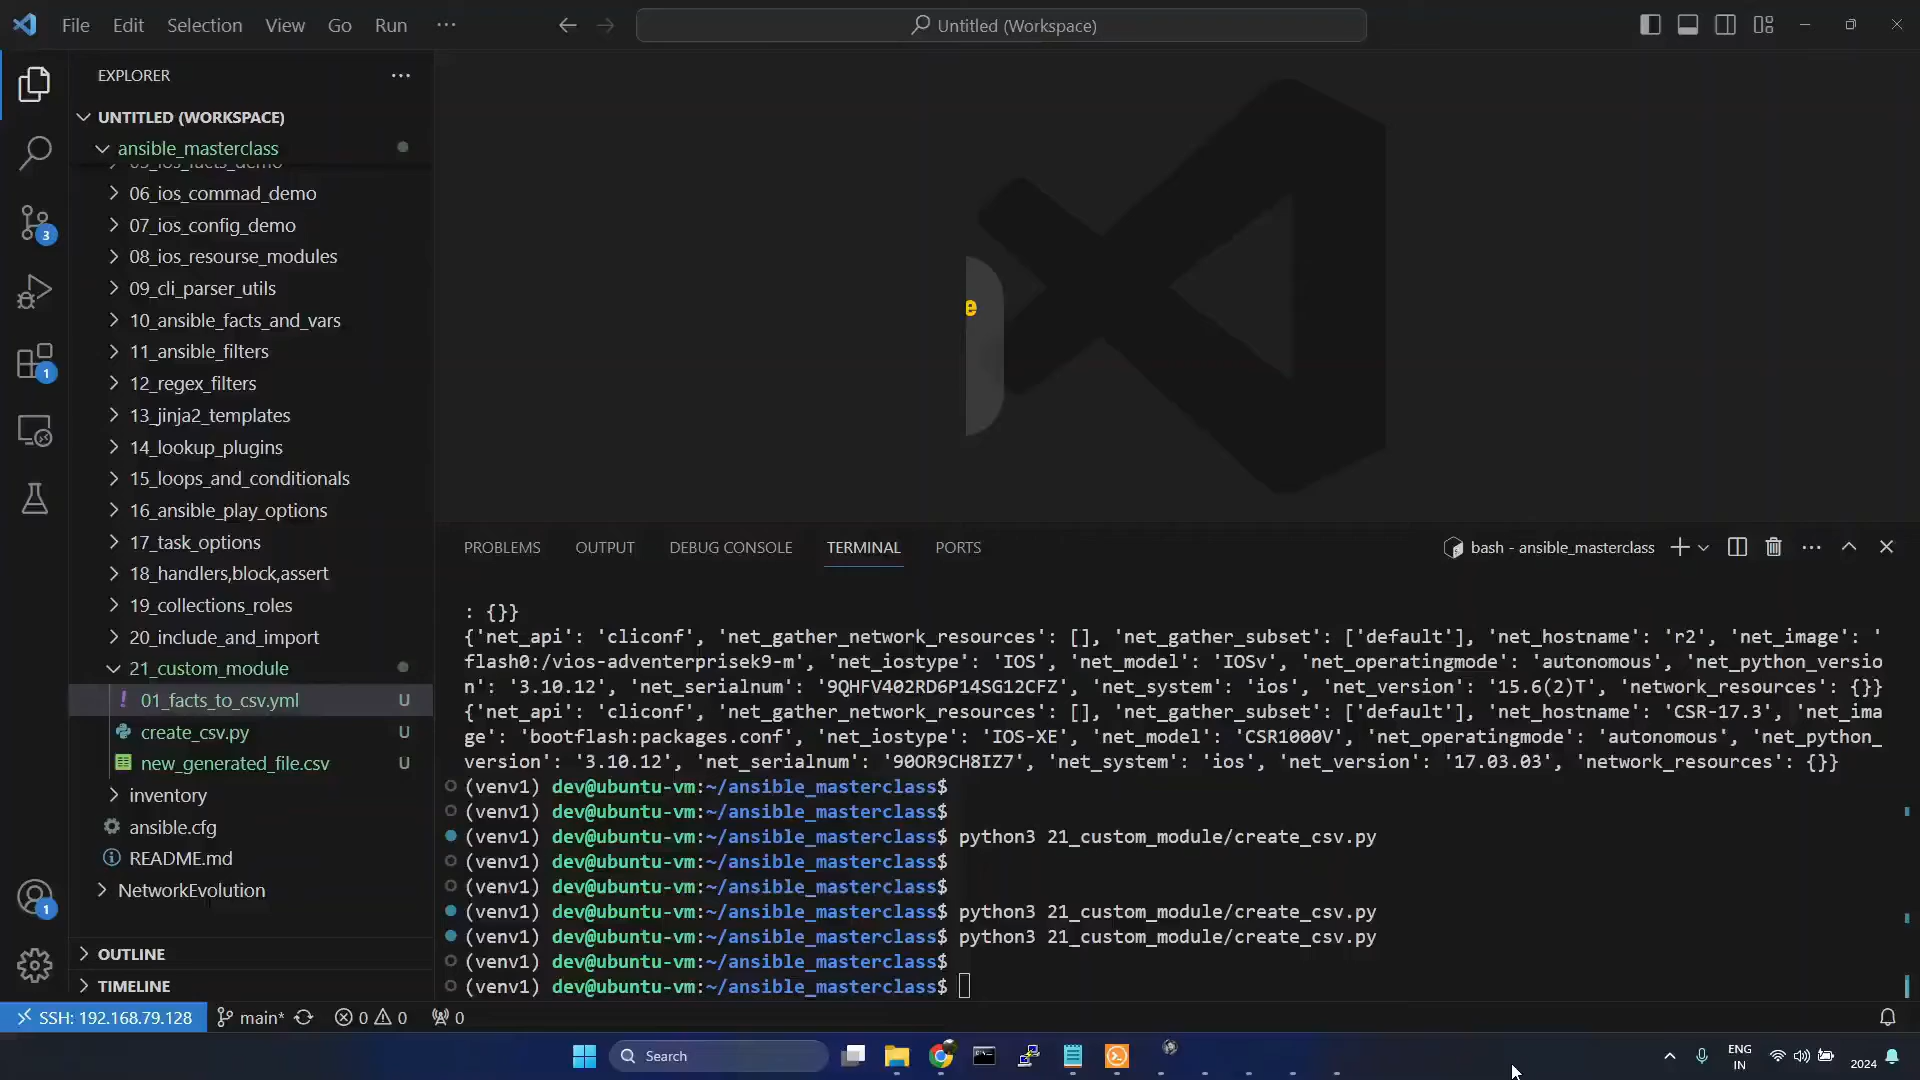 File Edit Selection View Go Run ···
Untitled (Workspace)
EXPLORER
UNTITLED (WORKSPACE)
ansible_masterclass
05_ios_facts_demo
06_ios_commad_demo
07_ios_config_demo
08_ios_resourse_modules
09_cli_parser_utils
10_ansible_facts_and_vars
11_ansible_filters
12_regex_filters
13_jinja2_templates
14_lookup_plugins
15_loops_and_conditionals
16_ansible_play_options
17_task_options
18_handlers,block,assert
19_collections_roles
20_include_and_import
21_custom_module
! 01_facts_to_csv.yml U
create_csv.py U
new_generated_file.csv U
inventory
ansible.cfg
README.md
NetworkEvolution
OUTLINE
TIMELINE
3
1
1
e
PROBLEMS OUTPUT DEBUG CONSOLE TERMINAL PORTS
bash - ansible_masterclass
: {}}
{'net_api': 'cliconf', 'net_gather_network_resources': [], 'net_gather_subset': ['default'], 'net_hostname': 'r2', 'net_image': '
flash0:/vios-adventerprisek9-m', 'net_iostype': 'IOS', 'net_model': 'IOSv', 'net_operatingmode': 'autonomous', 'net_python_versio
n': '3.10.12', 'net_serialnum': '9QHFV402RD6P14SG12CFZ', 'net_system': 'ios', 'net_version': '15.6(2)T', 'network_resources': {}}
{'net_api': 'cliconf', 'net_gather_network_resources': [], 'net_gather_subset': ['default'], 'net_hostname': 'CSR-17.3', 'net_ima
ge': 'bootflash:packages.conf', 'net_iostype': 'IOS-XE', 'net_model': 'CSR1000V', 'net_operatingmode': 'autonomous', 'net_python_
version': '3.10.12', 'net_serialnum': '90OR9CH8IZ7', 'net_system': 'ios', 'net_version': '17.03.03', 'network_resources': {}}
(venv1) dev@ubuntu-vm:~/ansible_masterclass$
(venv1) dev@ubuntu-vm:~/ansible_masterclass$
(venv1) dev@ubuntu-vm:~/ansible_masterclass$ python3 21_custom_module/create_csv.py
(venv1) dev@ubuntu-vm:~/ansible_masterclass$
(venv1) dev@ubuntu-vm:~/ansible_masterclass$
(venv1) dev@ubuntu-vm:~/ansible_masterclass$ python3 21_custom_module/create_csv.py
(venv1) dev@ubuntu-vm:~/ansible_masterclass$ python3 21_custom_module/create_csv.py
(venv1) dev@ubuntu-vm:~/ansible_masterclass$
(venv1) dev@ubuntu-vm:~/ansible_masterclass$
SSH: 192.168.79.128 main* 0 0 0
Search
ENG
IN
2024